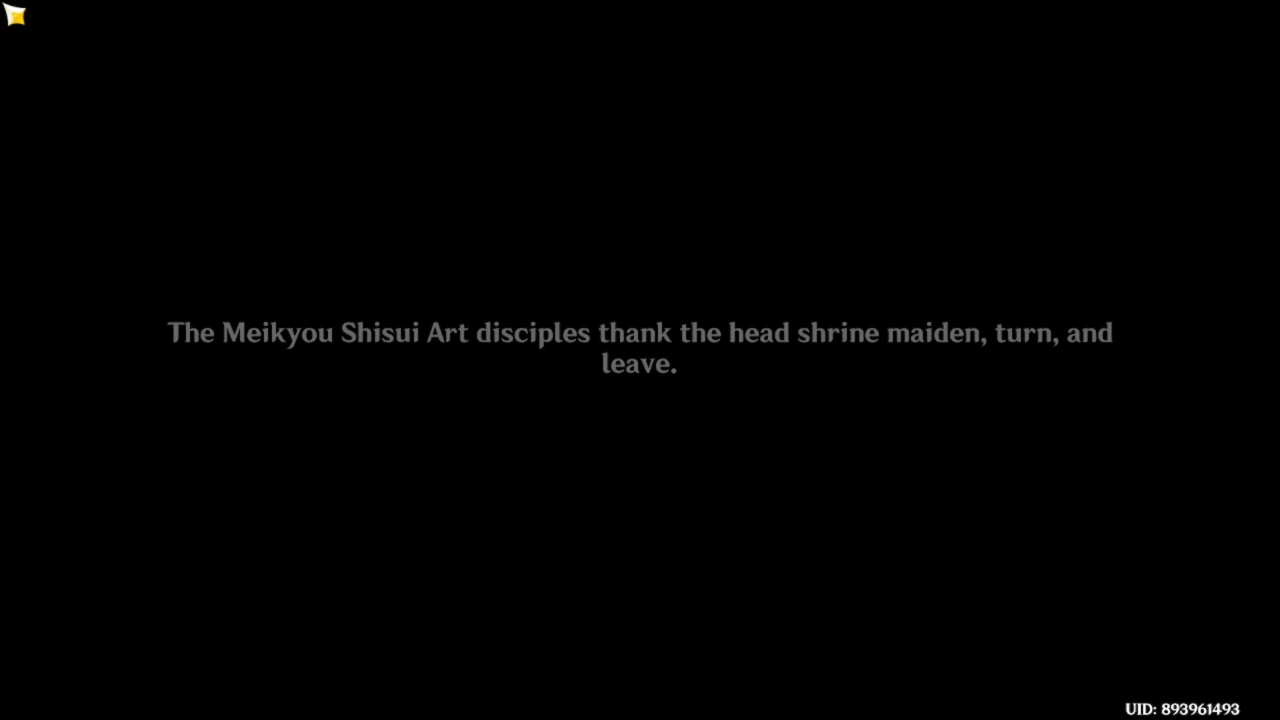 The Meikyou Shisui Art disciples thank the head shrine maiden, turn, and
leave.
UID: 893961493